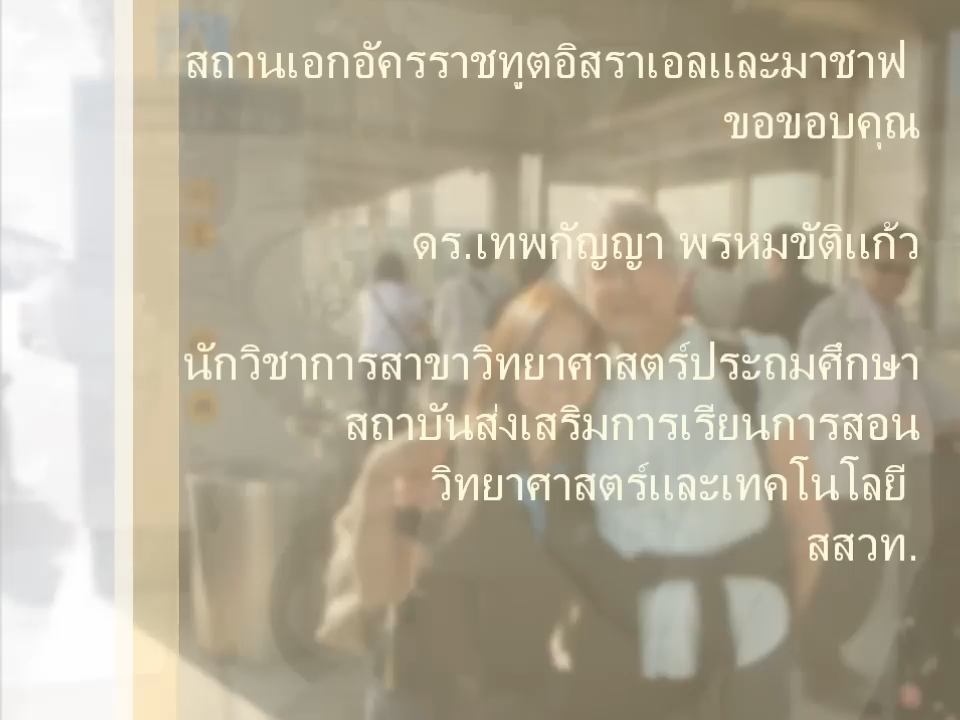 สถานเอกอัครราชทูตอิสราเอลและมาชาฟ
ขอขอบคุณ
ดร.เทพกัญญา พรหมขัติแก้ว
นักวิชาการสาขาวิทยาศาสตร์ประถมศึกษา
สถาบันส่งเสริมการเรียนการสอน
วิทยาศาสตร์และเทคโนโลยี
สสวท.